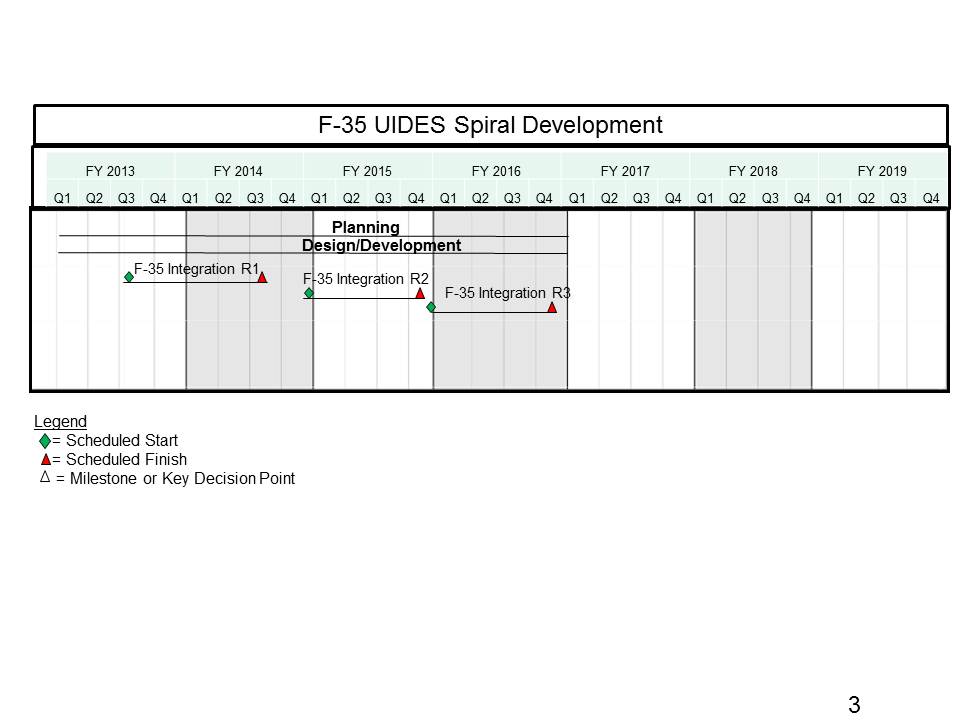 F-35 UIDES Spiral Development
FY 2013 FY 2014 FY 2015 FY 2016 FY 2017 FY 2018 FY 2019
Q1 Q2 Q3 Q4 Q1 Q2 Q3 Q4 Q1 Q2 Q3 Q4 Q1 Q2 Q3 Q4 Q1 Q2 Q3 Q4 Q1 Q2 Q3 Q4 Q1 Q2 Q3 Q4
Planning
Design/Development
F-35 Integration R1
F-35 Integration R2
F-35 Integration R3
Legend
= Scheduled Start
= Scheduled Finish
= Milestone or Key Decision Point
3